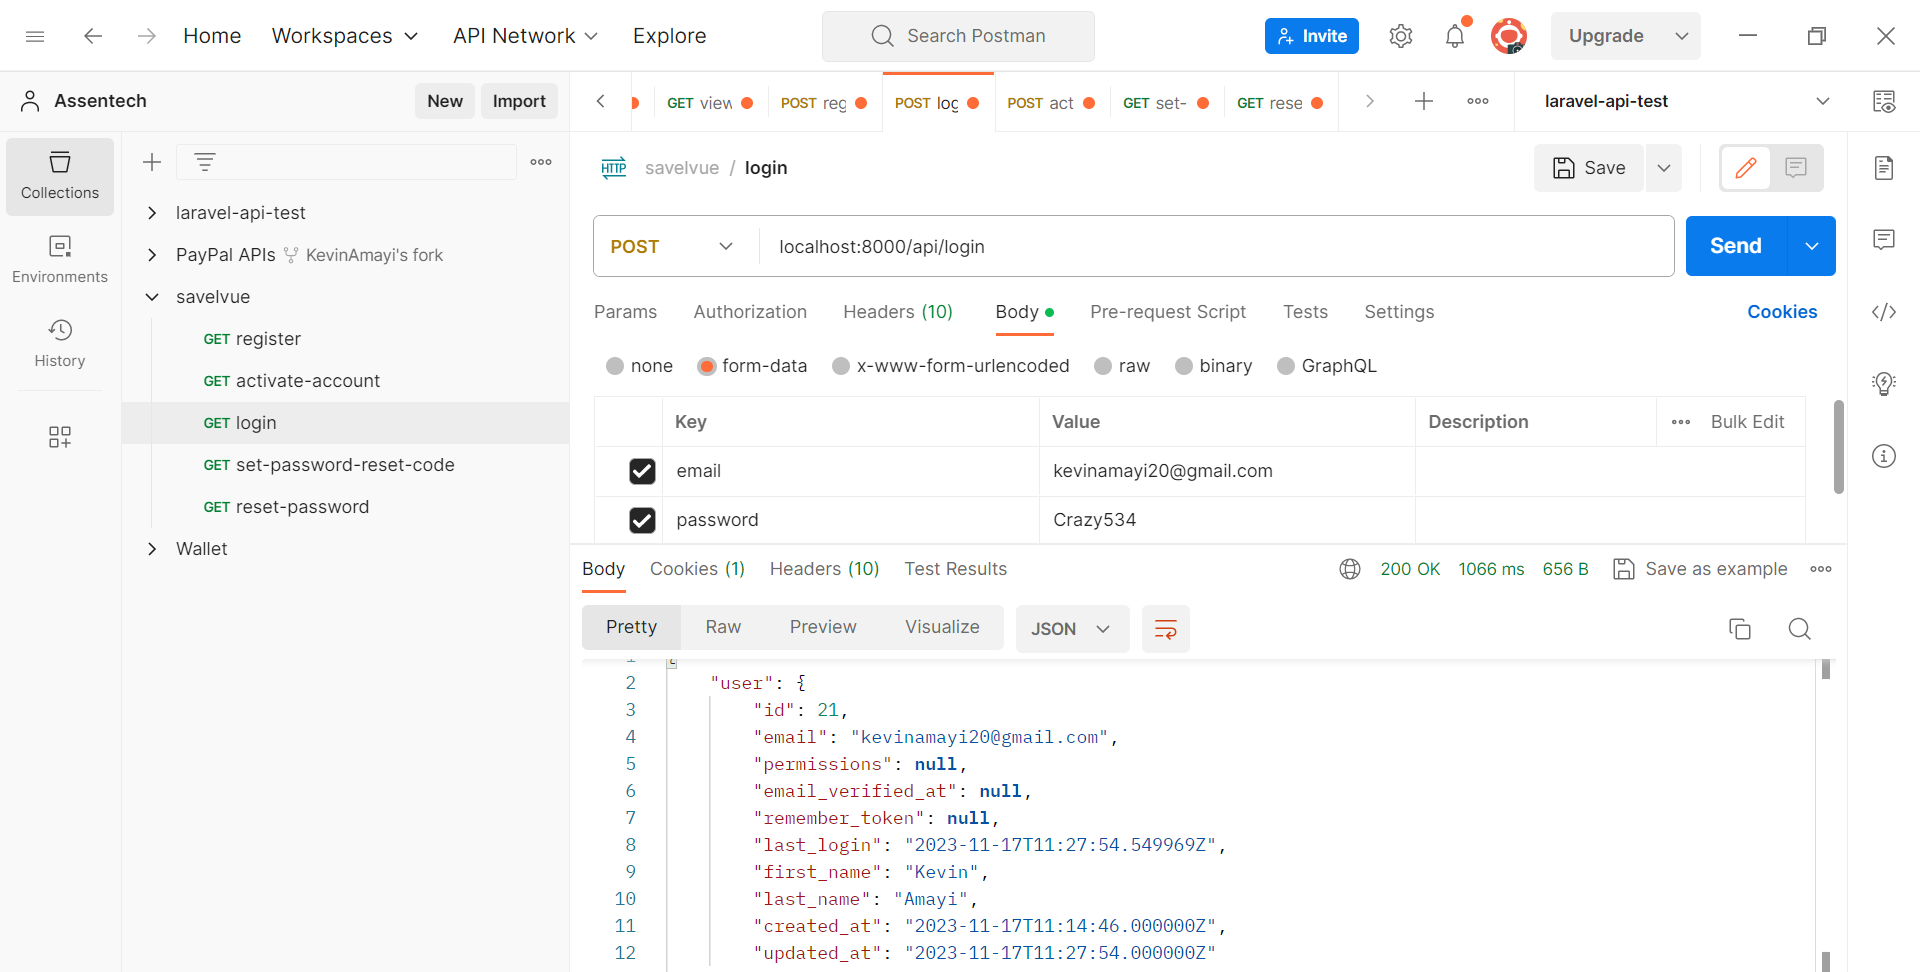 Home Workspaces API Network Explore Search Postman Invite Upgrade
Assentech New Import
GET view POST reg POST log POST act GET set- GET rese laravel-api-test
Collections
Environments
History
laravel-api-test
PayPal APIs KevinAmayi's fork
savelvue
GET register
GET activate-account
GET login
GET set-password-reset-code
GET reset-password
Wallet
HTTP savelvue / login Save
POST localhost:8000/api/login Send
Params Authorization Headers (10) Body Pre-request Script Tests Settings Cookies
none form-data x-www-form-urlencoded raw binary GraphQL
Key Value Description Bulk Edit
email kevinamayi20@gmail.com
password Crazy534
Body Cookies (1) Headers (10) Test Results 200 OK 1066 ms 656 B Save as example
Pretty Raw Preview Visualize JSON
2 "user": {
3 "id": 21,
4 "email": "kevinamayi20@gmail.com",
5 "permissions": null,
6 "email_verified_at": null,
7 "remember_token": null,
8 "last_login": "2023-11-17T11:27:54.549969Z",
9 "first_name": "Kevin",
10 "last_name": "Amayi",
11 "created_at": "2023-11-17T11:14:46.000000Z",
12 "updated_at": "2023-11-17T11:27:54.000000Z"